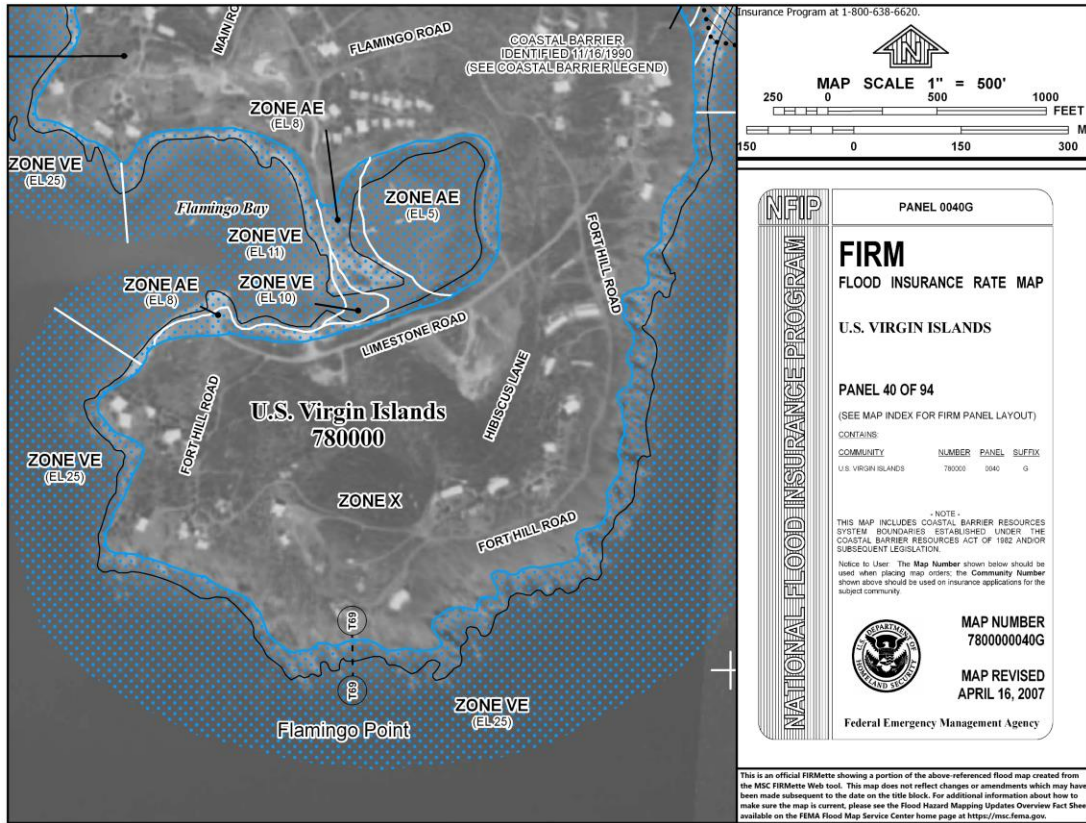 MAIN RO
FLAMINGO ROAD
COASTAL BARRIER
IDENTIFIED 11/16/1990
(SEE COASTAL BARRIER LEGEND)
ZONE AE
(EL 8)
ZONE VE
(EL 25)
ZONE AE
(EL 5)
Flamingo Bay
ZONE VE
(EL 11)
FORT HILL ROAD
ZONE AE
(EL 8)
ZONE VE
(EL 10)
LIMESTONE ROAD
HIBISCUS LANE
U.S. Virgin Islands
780000
FORT HILL ROAD
ZONE VE
(EL 25)
ZONE X
FORT HILL ROAD
T69
T69
ZONE VE
(EL 25)
Flamingo Point
Insurance Program at 1-800-638-6620.
N
MAP SCALE 1" = 500'
250 0 500 1000
FEET
M
150 0 150 300
NFIP
NATIONAL FLOOD INSURANCE PROGRAM
PANEL 0040G
FIRM
FLOOD INSURANCE RATE MAP
U.S. VIRGIN ISLANDS
PANEL 40 OF 94
(SEE MAP INDEX FOR FIRM PANEL LAYOUT)
CONTAINS:
COMMUNITY NUMBER PANEL SUFFIX
U.S. VIRGIN ISLANDS 780000 0040 G
- NOTE -
THIS MAP INCLUDES COASTAL BARRIER RESOURCES
SYSTEM BOUNDARIES ESTABLISHED UNDER THE
COASTAL BARRIER RESOURCES ACT OF 1982 AND/OR
SUBSEQUENT LEGISLATION.
Notice to User: The Map Number shown below should be
used when placing map orders; the Community Number
shown above should be used on insurance applications for the
subject community.
U.S. DEPARTMENT OF
HOMELAND SECURITY
MAP NUMBER
7800000040G
MAP REVISED
APRIL 16, 2007
Federal Emergency Management Agency
This is an official FIRMette showing a portion of the above-referenced flood map created from
the MSC FIRMette Web tool. This map does not reflect changes or amendments which may have
been made subsequent to the date on the title block. For additional information about how to
make sure the map is current, please see the Flood Hazard Mapping Updates Overview Fact Shee
available on the FEMA Flood Map Service Center home page at https://msc.fema.gov.